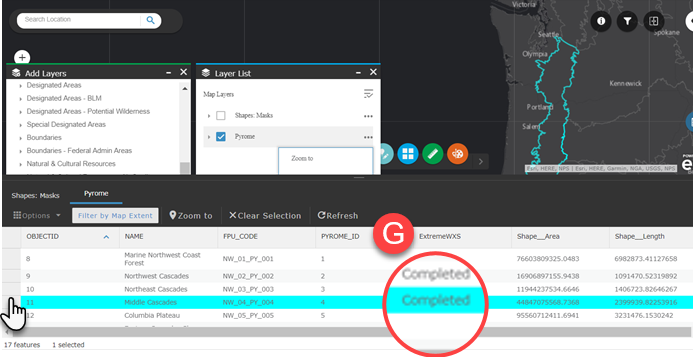 Search Location
Victoria
Seattle
Spokane
Olympia
Kennewick
Portland
Salem
Esri, HERE, NPS | Esri, HERE, Garmin, NGA, USGS, NPS
POWE
es
Add Layers
Designated Areas
Designated Areas - BLM
Designated Areas - Potential Wilderness
Special Designated Areas
Boundaries
Boundaries - Federal Admin Areas
Natural & Cultural Resources
Layer List
Map Layers
Shapes: Masks
Pyrome
Zoom to
Shapes: Masks Pyrome
Options Filter by Map Extent Zoom to Clear Selection Refresh
G
OBJECTID NAME FPU_CODE PYROME_ID ExtremeWXS Shape__Area Shape__Length
8 Marine Northwest Coast Forest NW_01_PY_001 1 76603809325.0483 6982873.41127658
9 Northwest Cascades NW_02_PY_002 2 Completed 16906897155.9438 1091470.52319892
10 Northeast Cascades NW_03_PY_003 3 11944237534.6646 1406723.82646267
11 Middle Cascades NW_04_PY_004 4 Completed 44847075568.7368 2399939.82253916
12 Columbia Plateau NW_05_PY_005 5 95560712411.6941 3231476.1530242
17 features 1 selected